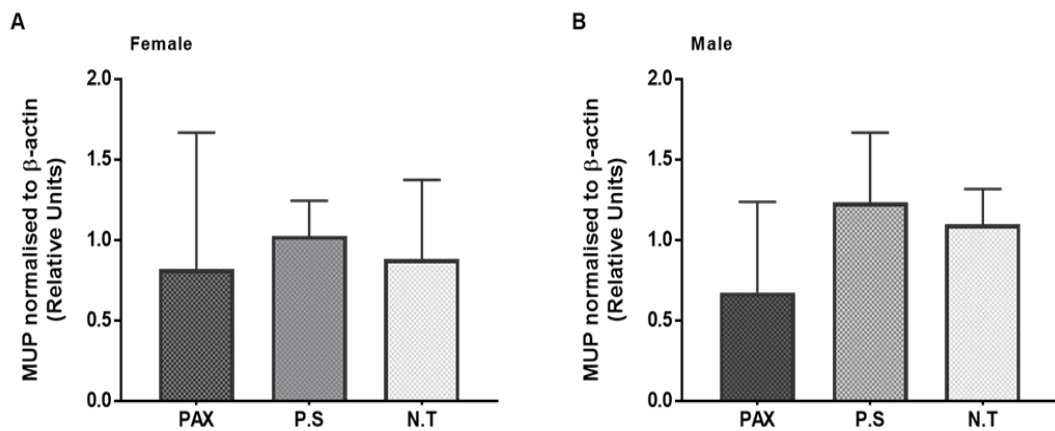 A
Female
MUP normalised to β-actin
(Relative Units)
2.0
1.5
1.0
0.5
0.0
PAX P.S N.T
B
Male
MUP normalised to β-actin
(Relative Units)
2.0
1.5
1.0
0.5
0.0
PAX P.S N.T